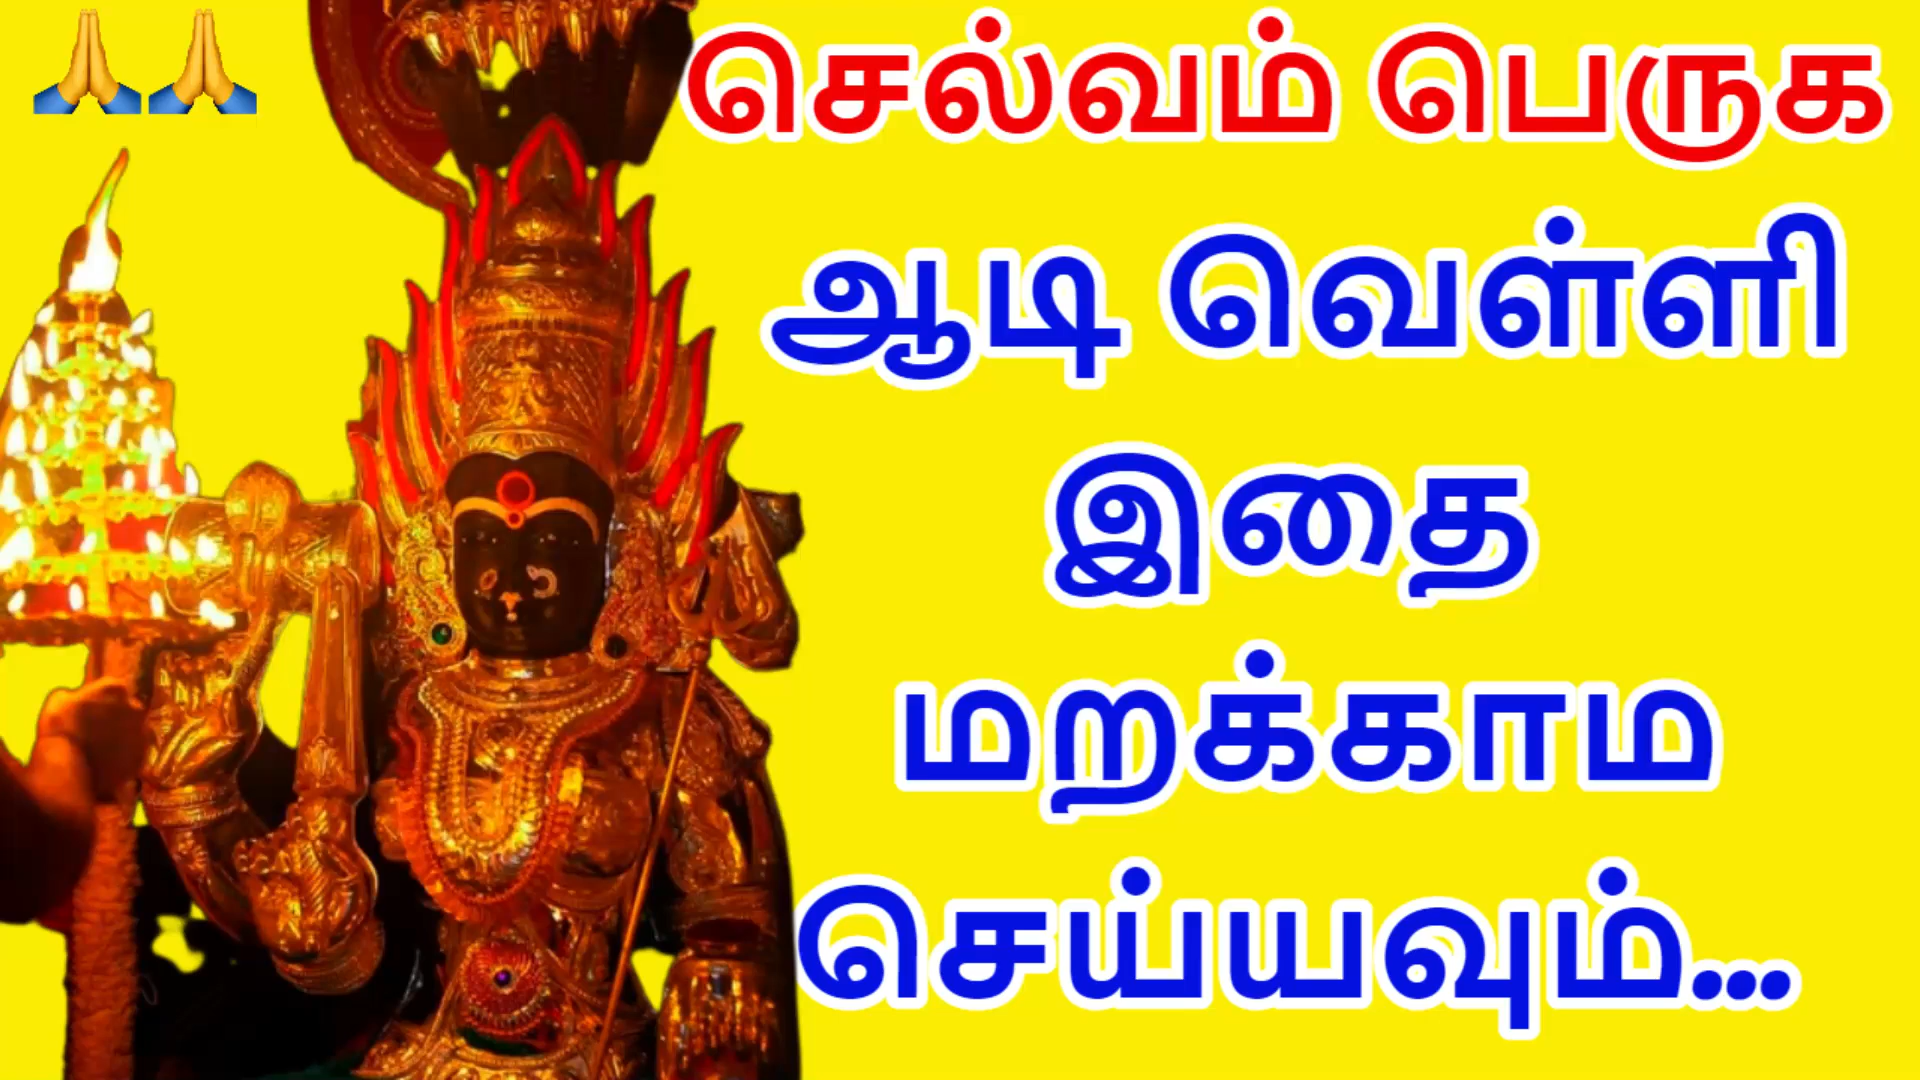 செல்வம் பெருக
ஆடி வெள்ளி
இதை
மறக்காம
செய்யவும்...